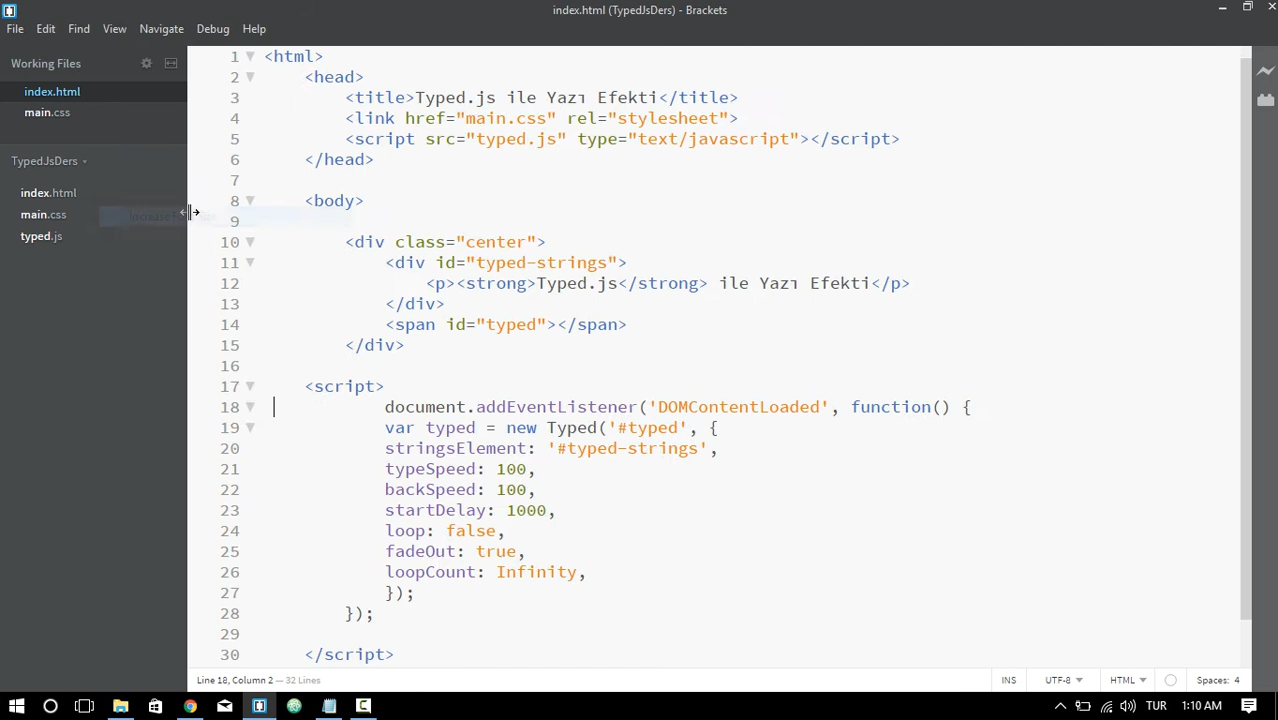 index.html (TypedJsDers) - Brackets
File Edit Find View Navigate Debug Help
Working Files
index.html
main.css
TypedJsDers
index.html
main.css
typed.js
1 <html>
2 <head>
3 <title>Typed.js ile Yazı Efekti</title>
4 <link href="main.css" rel="stylesheet">
5 <script src="typed.js" type="text/javascript"></script>
6 </head>
7
8 <body>
9
10 <div class="center">
11 <div id="typed-strings">
12 <p><strong>Typed.js</strong> ile Yazı Efekti</p>
13 </div>
14 <span id="typed"></span>
15 </div>
16
17 <script>
18 document.addEventListener('DOMContentLoaded', function() {
19 var typed = new Typed('#typed', {
20 stringsElement: '#typed-strings',
21 typeSpeed: 100,
22 backSpeed: 100,
23 startDelay: 1000,
24 loop: false,
25 fadeOut: true,
26 loopCount: Infinity,
27 });
28 });
29
30 </script>
Line 18, Column 2 — 32 Lines
INS UTF-8 HTML Spaces: 4
TUR 1:10 AM